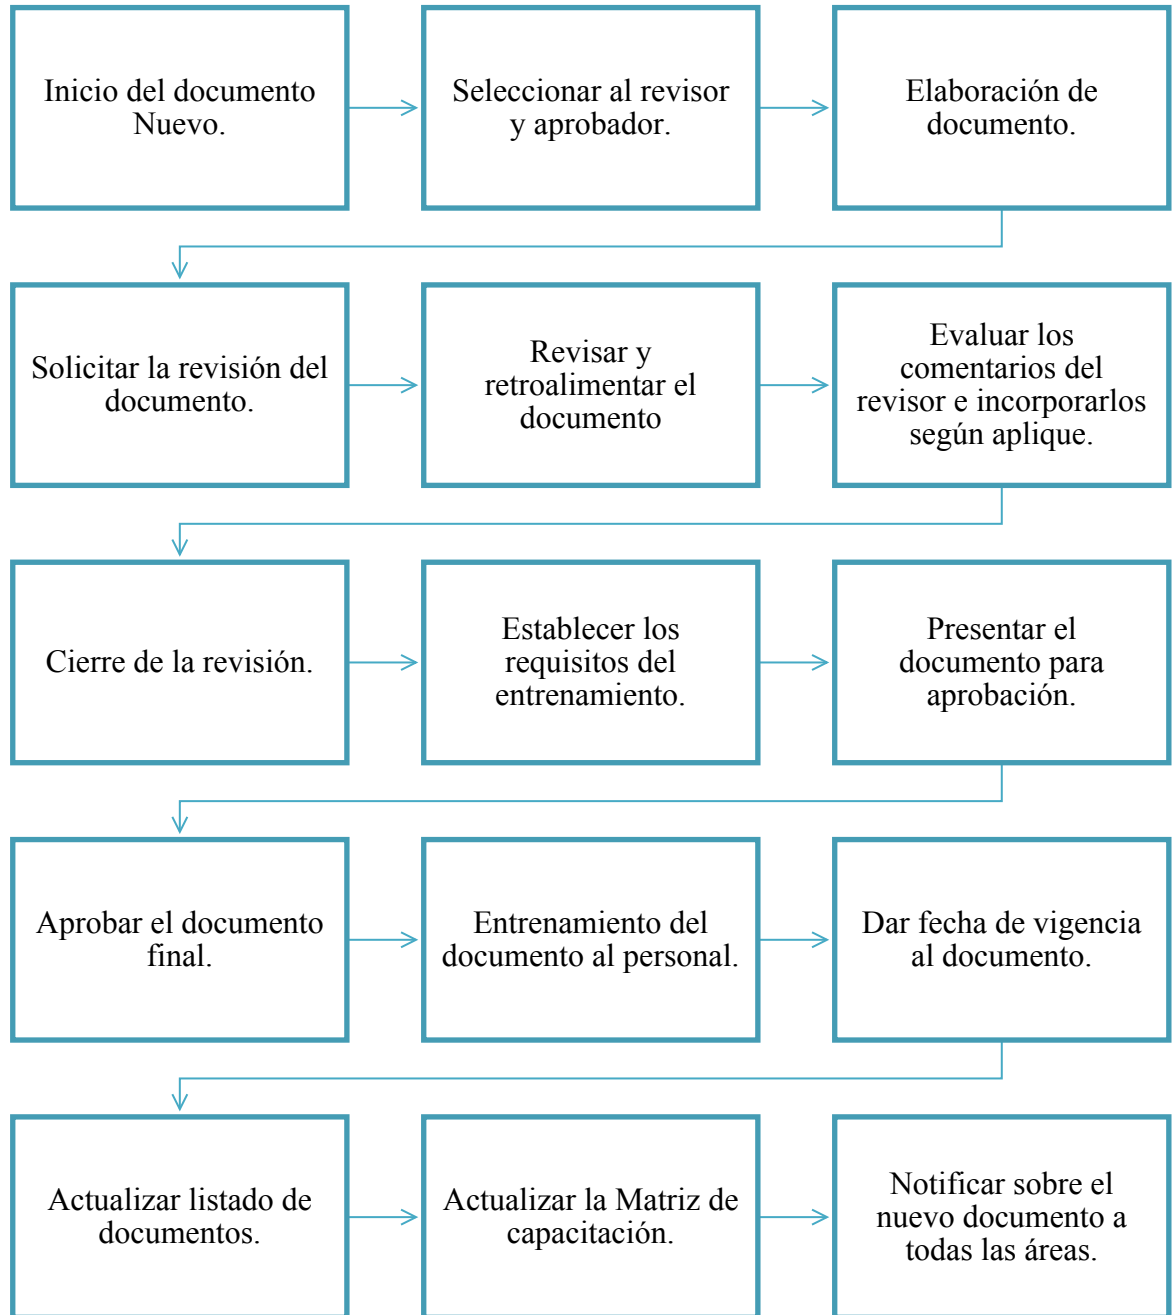 Inicio del documento
Nuevo.
Seleccionar al revisor
y aprobador.
Elaboración de
documento.
Solicitar la revisión del
documento.
Revisar y
retroalimentar el
documento
Evaluar los
comentarios del
revisor e incorporarlos
según aplique.
Cierre de la revisión.
Establecer los
requisitos del
entrenamiento.
Presentar el
documento para
aprobación.
Aprobar el documento
final.
Entrenamiento del
documento al personal.
Dar fecha de vigencia
al documento.
Actualizar listado de
documentos.
Actualizar la Matriz de
capacitación.
Notificar sobre el
nuevo documento a
todas las áreas.